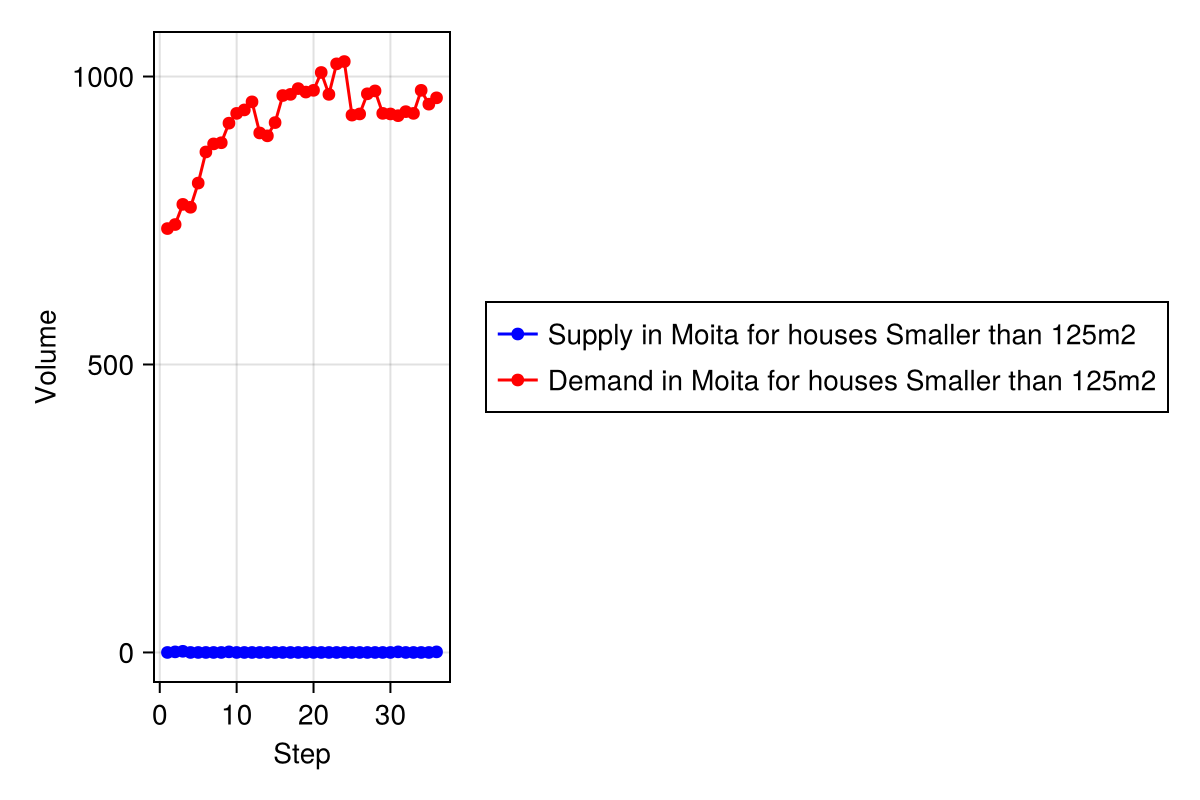 1000
500
0
Volume
0 10 20 30
Step
Supply in Moita for houses Smaller than 125m2
Demand in Moita for houses Smaller than 125m2